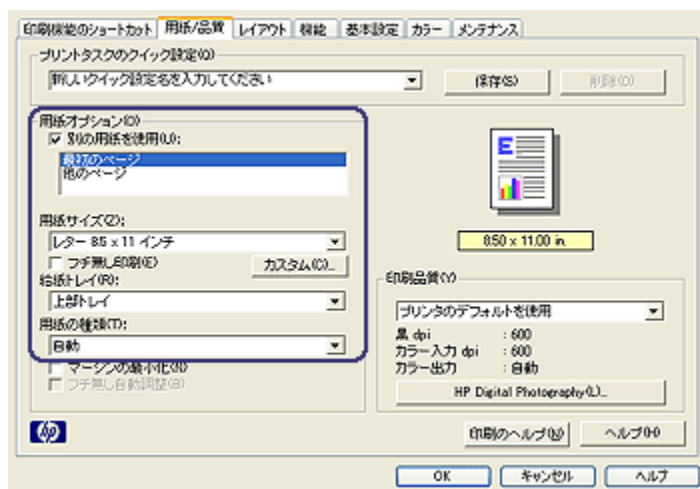 印刷機能のショートカット 用紙/品質 レイアウト 機能 基本設定 カラー メンテナンス
プリントタスクのクイック設定(Q)
新しいクイック設定名を入力してください 保存(S) 削除(D)
用紙オプション(O)
別の用紙を使用(U):
最初のページ
他のページ
用紙サイズ(Z):
レター 8.5 x 11 インチ
フチ無し印刷(E) カスタム(C)...
給紙トレイ(R):
上部トレイ
用紙の種類(T):
自動
マージンの最小化(N)
フチ無し自動調整(B)
8.50 x 11.00 in.
印刷品質(Y)
プリンタのデフォルトを使用
黒 dpi : 600
カラー入力 dpi : 600
カラー出力 : 自動
HP Digital Photography(L)...
hp
印刷のヘルプ(N) ヘルプ(H)
OK キャンセル ヘルプ